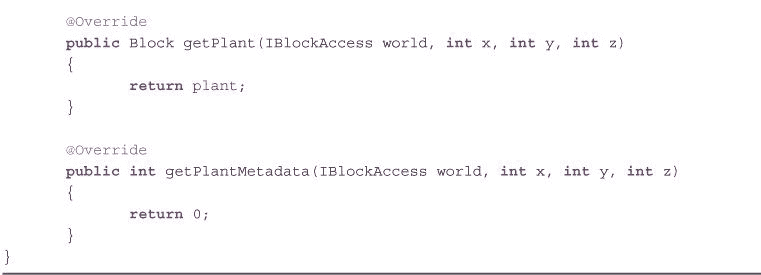 @Override
public Block getPlant(IBlockAccess world, int x, int y, int z)
{
return plant;
}
@Override
public int getPlantMetadata(IBlockAccess world, int x, int y, int z)
{
return 0;
}
}